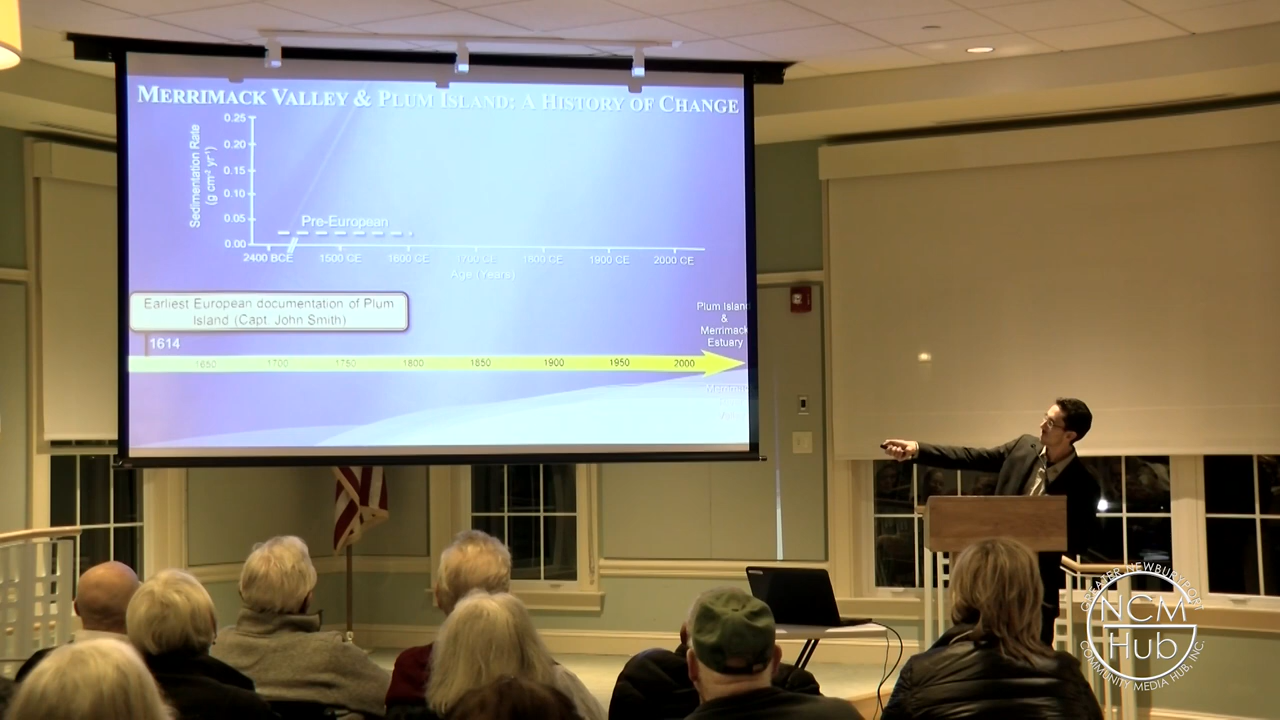 MERRIMACK VALLEY & PLUM ISLAND: A HISTORY OF CHANGE
Sedimentation Rate
(g cm⁻² yr⁻¹)
0.25
0.20
0.15
0.10
0.05
0.00
Pre-European
2400 BCE 1500 CE 1600 CE 1700 CE 1800 CE 1900 CE 2000 CE
Age (Years)
Earliest European documentation of Plum
Island (Capt. John Smith)
Plum Island
&
Merrimack
Estuary
1614
1650 1700 1750 1800 1850 1900 1950 2000
GREATER NEWBURYPORT
NCM
Hub
COMMUNITY MEDIA HUB, INC.